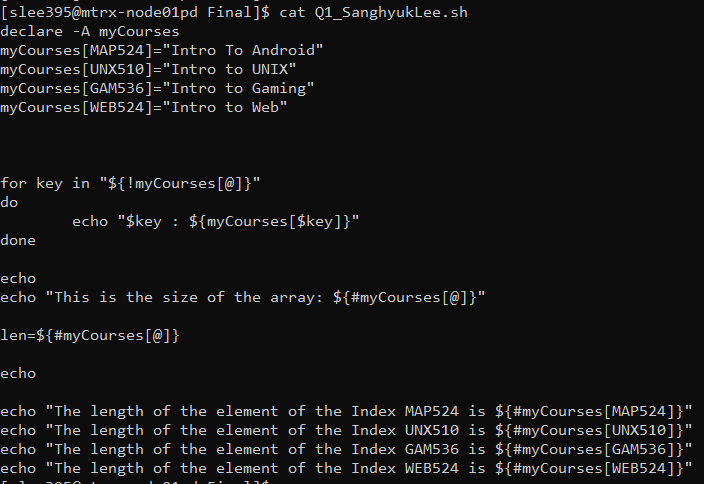 [slee395@mtrx-node01pd Final]$ cat Q1_SanghyukLee.sh
declare -A myCourses
myCourses[MAP524]="Intro To Android"
myCourses[UNX510]="Intro to UNIX"
myCourses[GAM536]="Intro to Gaming"
myCourses[WEB524]="Intro to Web"
for key in "${!myCourses[@]}"
do
        echo "$key : ${myCourses[$key]}"
done
echo
echo "This is the size of the array: ${#myCourses[@]}"
len=${#myCourses[@]}
echo
echo "The length of the element of the Index MAP524 is ${#myCourses[MAP524]}"
echo "The length of the element of the Index UNX510 is ${#myCourses[UNX510]}"
echo "The length of the element of the Index GAM536 is ${#myCourses[GAM536]}"
echo "The length of the element of the Index WEB524 is ${#myCourses[WEB524]}"